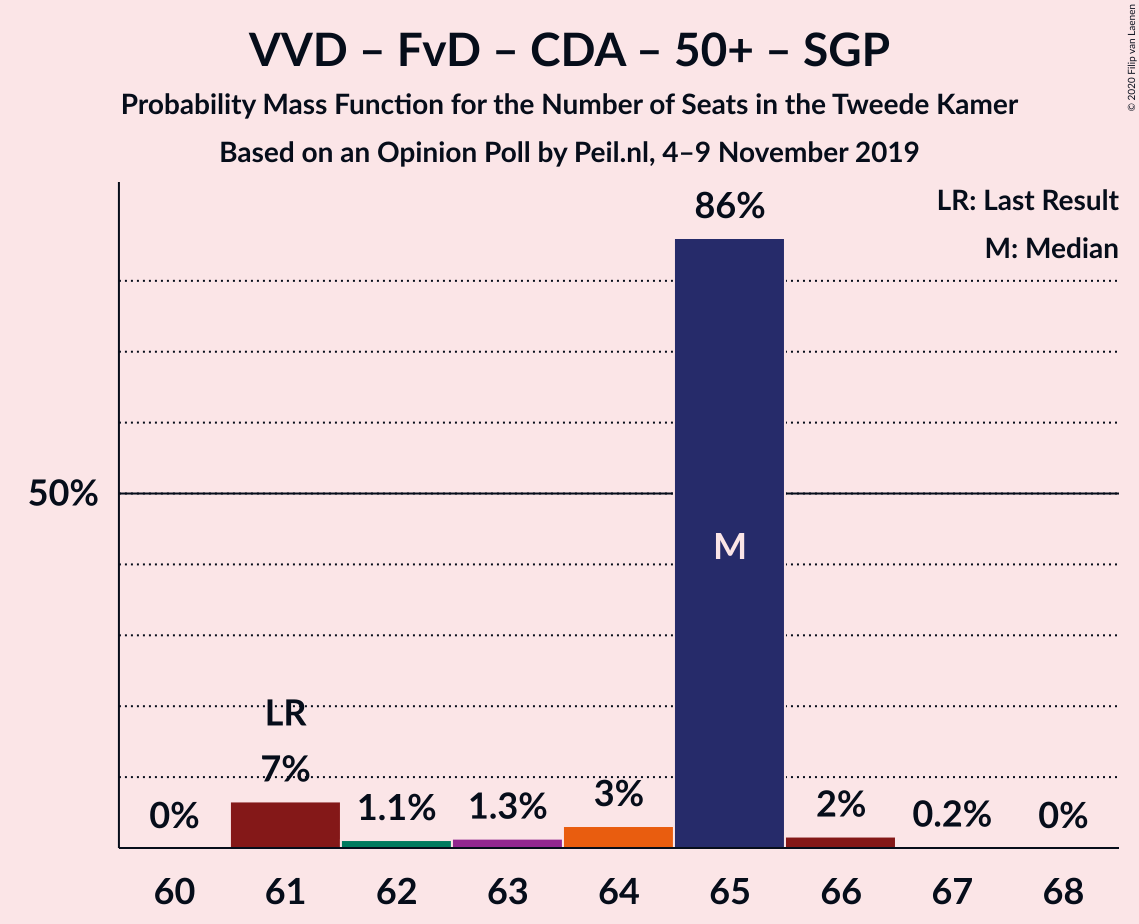 VVD – FvD – CDA – 50+ – SGP
Probability Mass Function for the Number of Seats in the Tweede Kamer
Based on an Opinion Poll by Peil.nl, 4–9 November 2019
© 2020 Filip van Laenen
LR: Last Result
M: Median
86%
50%
M
LR
0%
7%
1.1%
1.3%
3%
2%
0.2%
0%
60 61 62 63 64 65 66 67 68